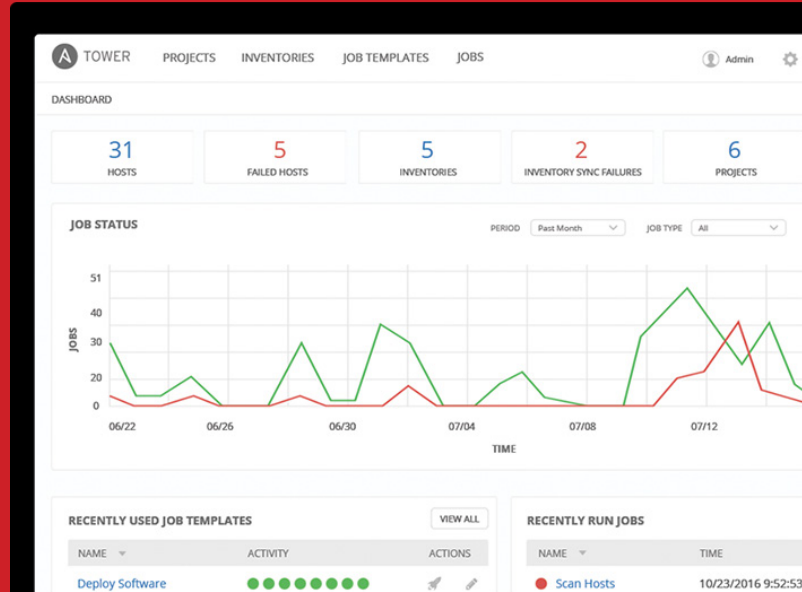 A TOWER PROJECTS INVENTORIES JOB TEMPLATES JOBS Admin
DASHBOARD
31 5 5 2 6
HOSTS FAILED HOSTS INVENTORIES INVENTORY SYNC FAILURES PROJECTS
JOB STATUS PERIOD Past Month JOB TYPE All
51
40
30
20
0
JOBS
06/22 06/26 06/30 07/04 07/08 07/12
TIME
RECENTLY USED JOB TEMPLATES VIEW ALL
NAME ACTIVITY ACTIONS
Deploy Software
RECENTLY RUN JOBS
NAME TIME
Scan Hosts 10/23/2016 9:52:53